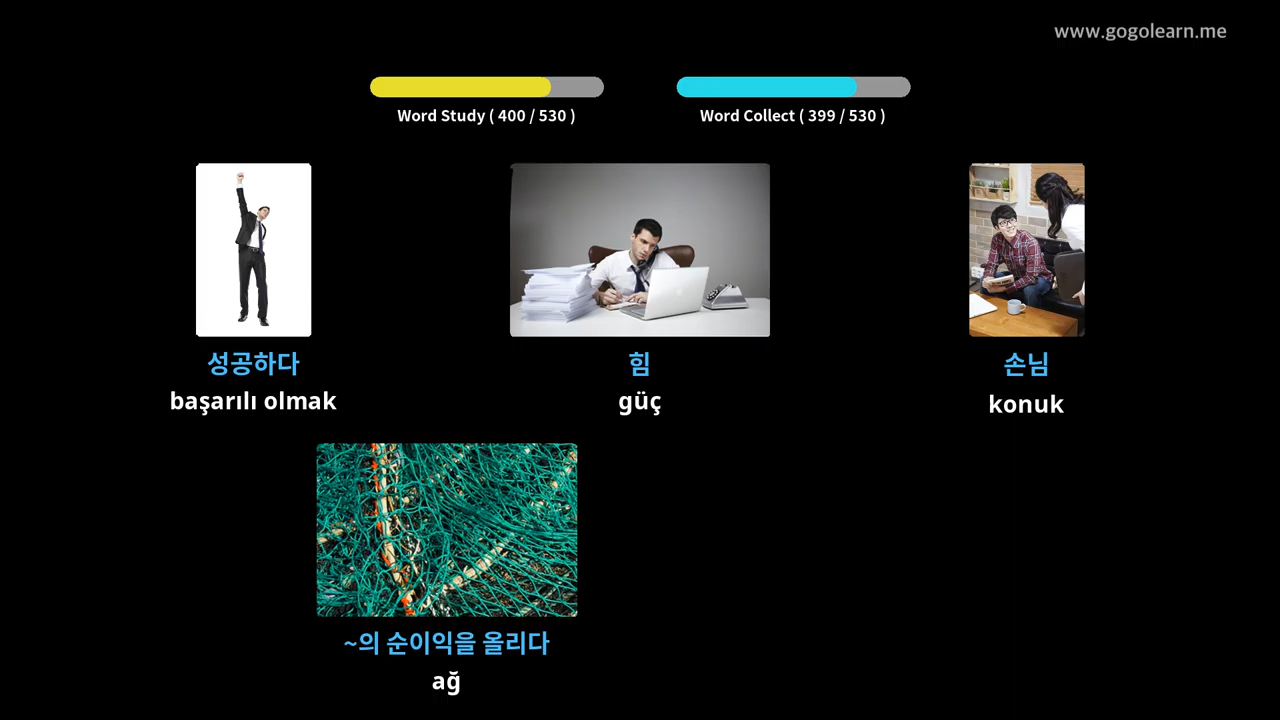 www.gogolearn.me
Word Study ( 400 / 530 )
Word Collect ( 399 / 530 )
성공하다
başarılı olmak
힘
güç
손님
konuk
~의 순이익을 올리다
ağ